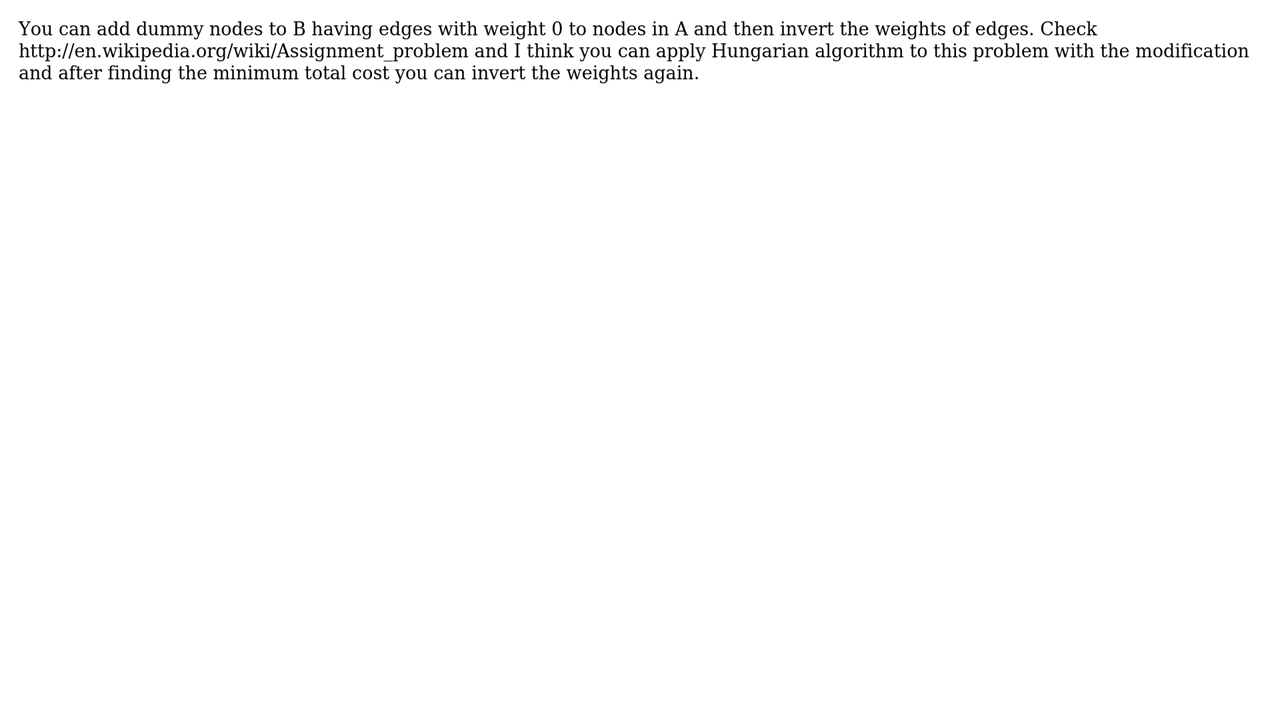 You can add dummy nodes to B having edges with weight 0 to nodes in A and then invert the weights of edges. Check
http://en.wikipedia.org/wiki/Assignment_problem and I think you can apply Hungarian algorithm to this problem with the modification
and after finding the minimum total cost you can invert the weights again.